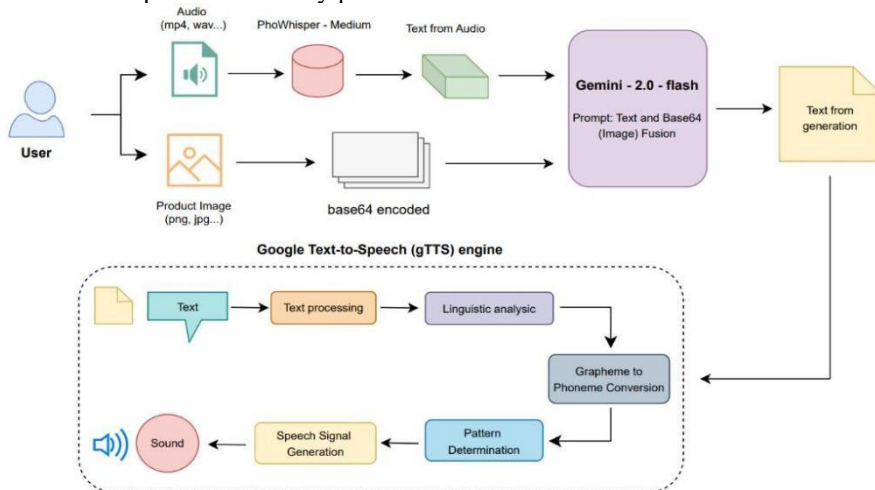 Audio
(mp4, wav...)
PhoWhisper - Medium
Text from Audio
Gemini - 2.0 - flash
Prompt: Text and Base64
(Image) Fusion
Text from
generation
User
Product Image
(png, jpg...)
base64 encoded
Google Text-to-Speech (gTTS) engine
Text
Text processing
Linguistic analysic
Grapheme to
Phoneme Conversion
Pattern
Determination
Speech Signal
Generation
Sound